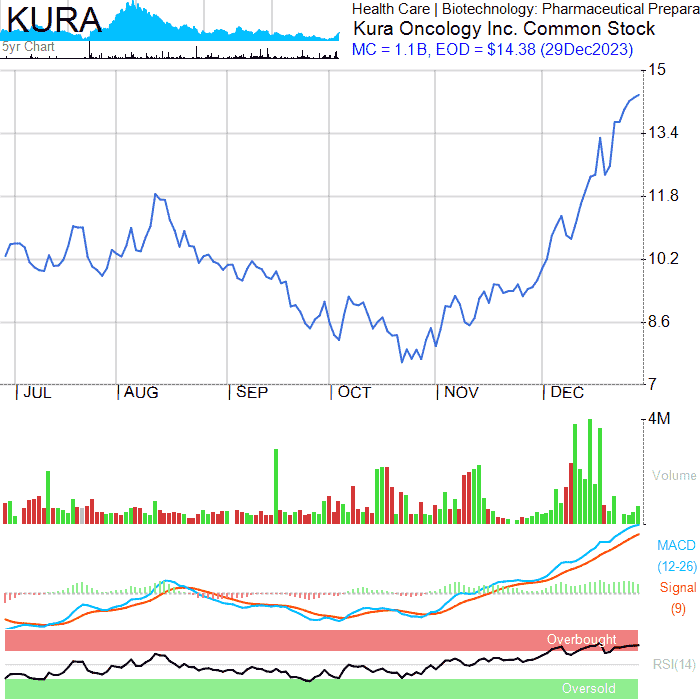 KURA
5yr Chart
Health Care | Biotechnology: Pharmaceutical Prepara
Kura Oncology Inc. Common Stock
MC = 1.1B, EOD = $14.38 (29Dec2023)
15
13.4
11.8
10.2
8.6
7
JUL AUG SEP OCT NOV DEC
4M
Volume
MACD
(12-26)
Signal
(9)
Overbought
RSI(14)
Oversold